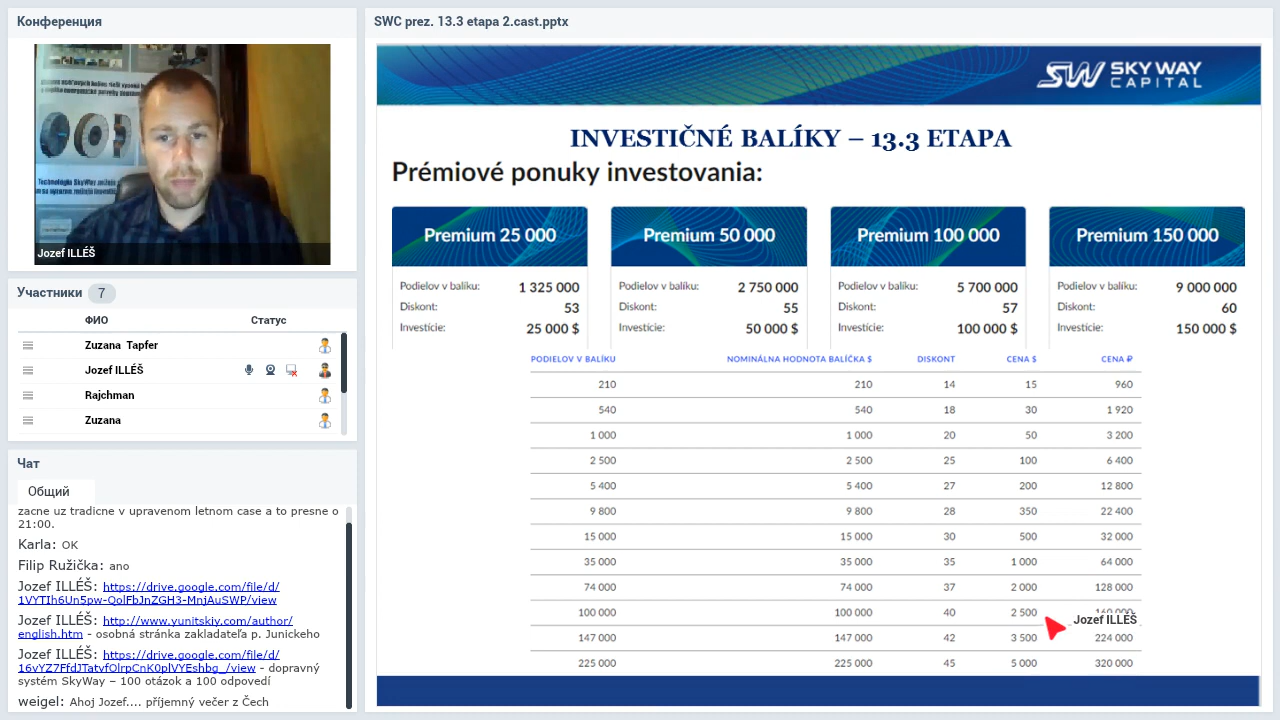 Конференция
Jozef ILLÉŠ
Участники 7
ФИО Статус
Zuzana Tapfer
Jozef ILLÉŠ
Rajchman
Zuzana
Чат
Общий
zacne uz tradicne v upravenom letnom case a to presne o
21:00.
Karla: OK
Filip Ružička: ano
Jozef ILLÉŠ: https://drive.google.com/file/d/
1VYTIh6Un5pw-QolFbJnZGH3-MnjAuSWP/view
Jozef ILLÉŠ: http://www.yunitskiy.com/author/
english.htm - osobná stránka zakladateľa p. Junického
Jozef ILLÉŠ: https://drive.google.com/file/d/
16vYZ7FfdJTatvfOlrpCnK0plVYEshbg_/view - dopravný
systém SkyWay – 100 otázok a 100 odpovedí
weigel: Ahoj Jozef.... příjemný večer z Čech
SWC prez. 13.3 etapa 2.cast.pptx
SW SKY WAY
CAPITAL
INVESTIČNÉ BALÍKY – 13.3 ETAPA
Prémiové ponuky investovania:
Premium 25 000
Podielov v balíku: 1 325 000
Diskont: 53
Investície: 25 000 $
Premium 50 000
Podielov v balíku: 2 750 000
Diskont: 55
Investície: 50 000 $
Premium 100 000
Podielov v balíku: 5 700 000
Diskont: 57
Investície: 100 000 $
Premium 150 000
Podielov v balíku: 9 000 000
Diskont: 60
Investície: 150 000 $
PODIELOV V BALÍKU NOMINÁLNA HODNOTA BALÍČKA $ DISKONT CENA $ CENA ₽
210 210 14 15 960
540 540 18 30 1 920
1 000 1 000 20 50 3 200
2 500 2 500 25 100 6 400
5 400 5 400 27 200 12 800
9 800 9 800 28 350 22 400
15 000 15 000 30 500 32 000
35 000 35 000 35 1 000 64 000
74 000 74 000 37 2 000 128 000
100 000 100 000 40 2 500
Jozef ILLÉŠ
147 000 147 000 42 3 500 224 000
225 000 225 000 45 5 000 320 000